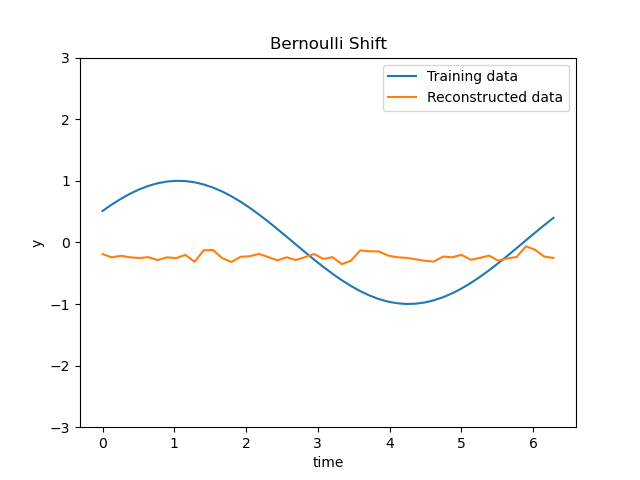 Bernoulli Shift
Training data
Reconstructed data
3
2
1
0
−1
−2
−3
y
0
1
2
3
4
5
6
time